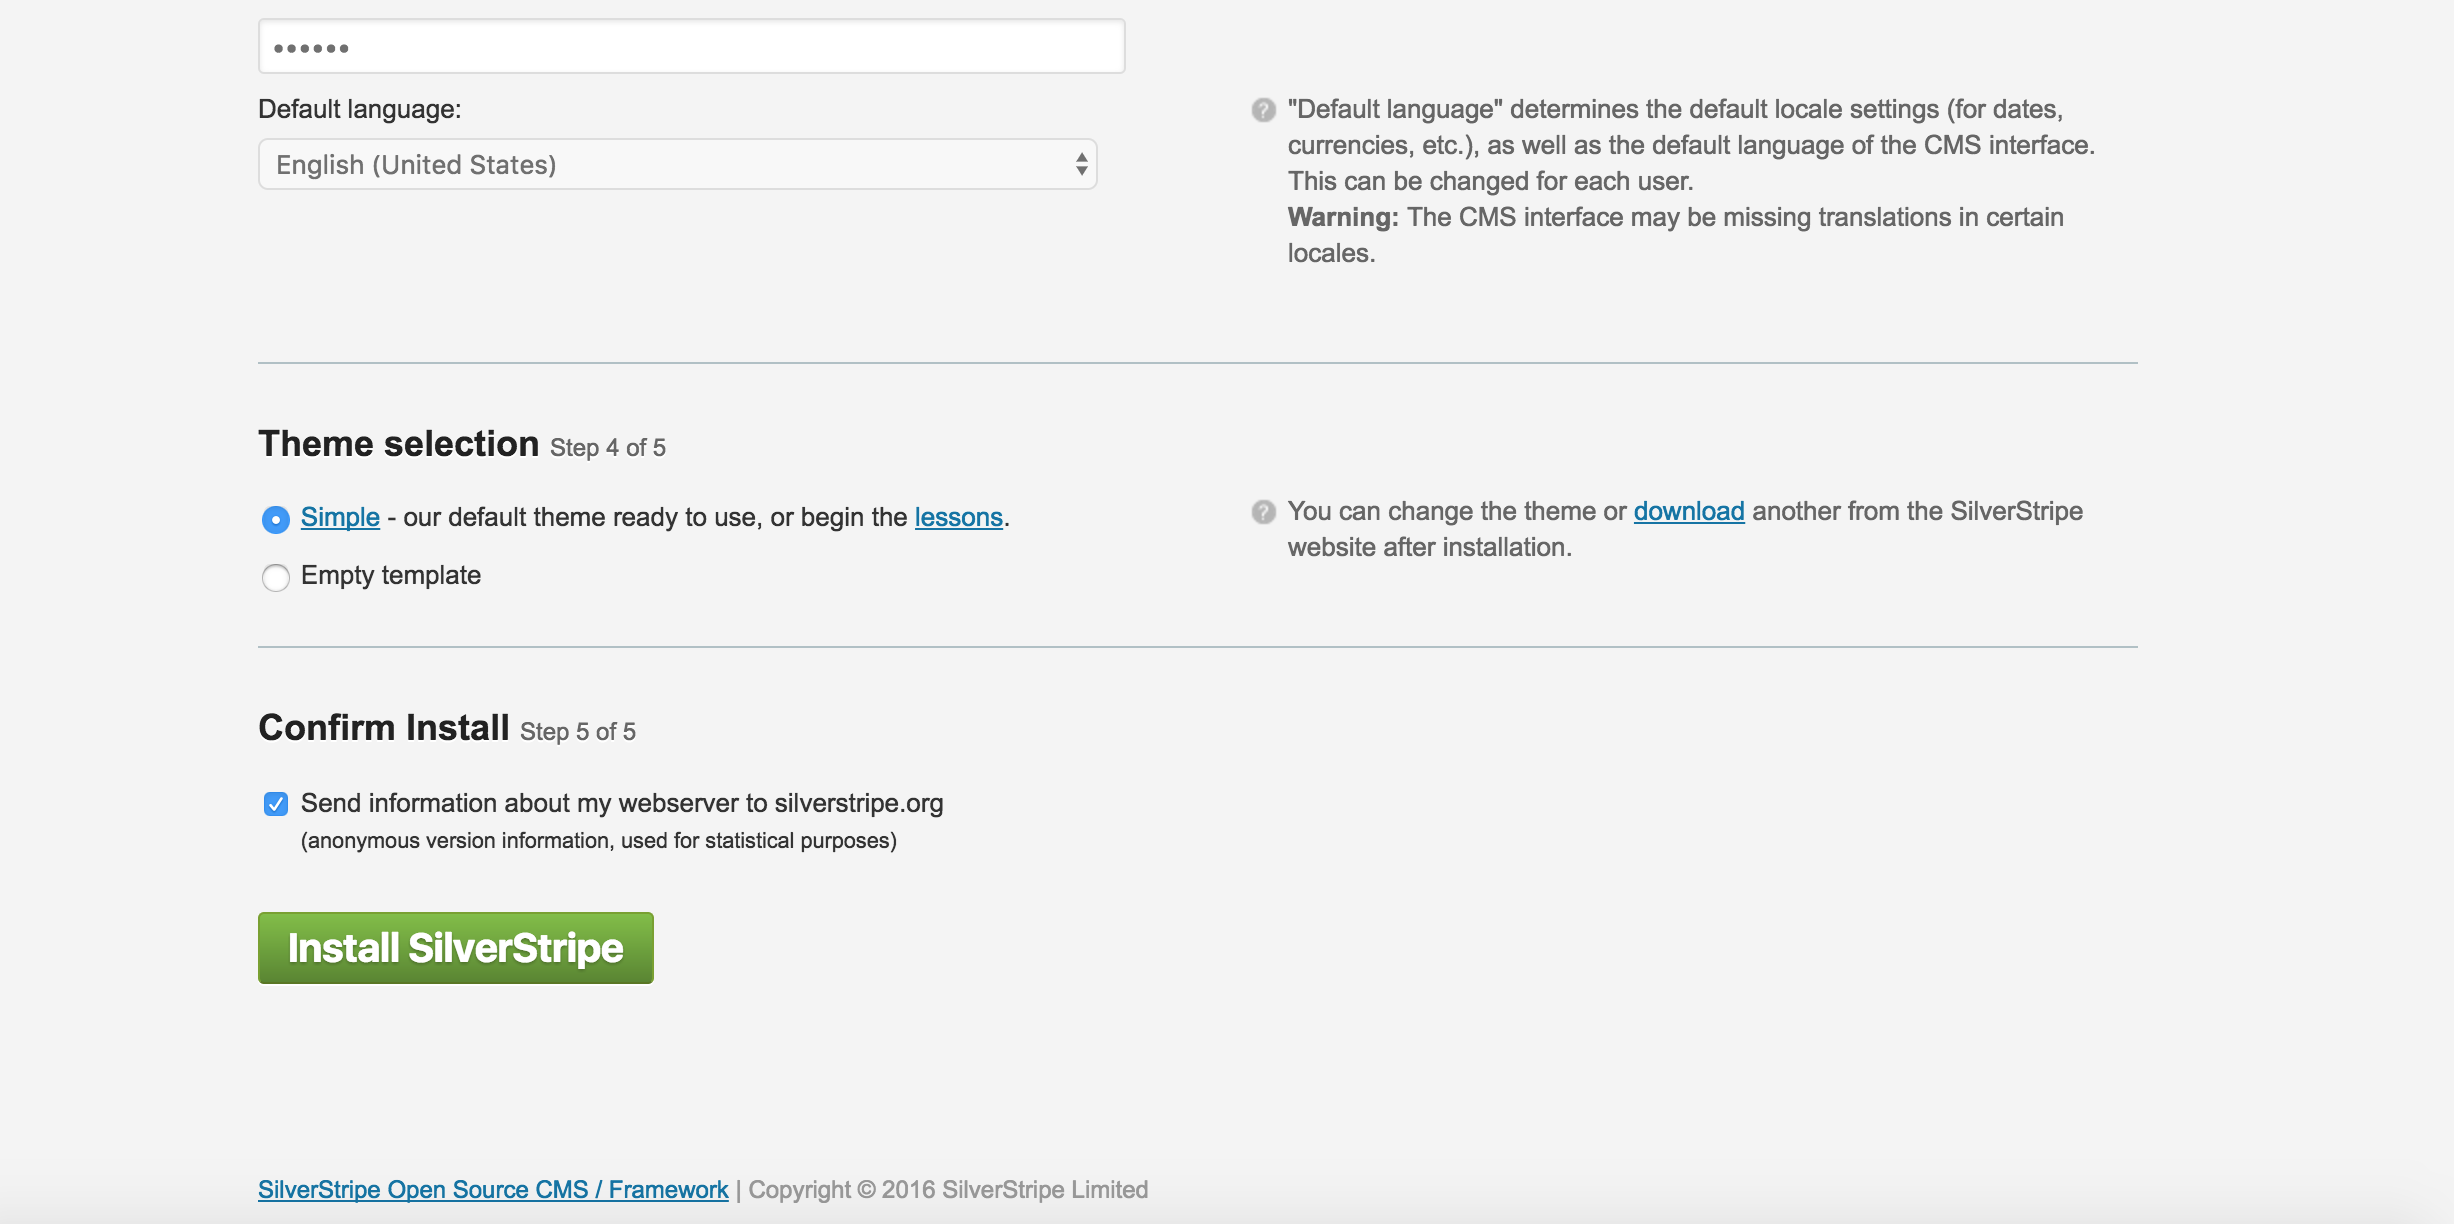 ••••••
Default language:
English (United States)
"Default language" determines the default locale settings (for dates,
currencies, etc.), as well as the default language of the CMS interface.
This can be changed for each user.
Warning: The CMS interface may be missing translations in certain
locales.
Theme selection Step 4 of 5
Simple - our default theme ready to use, or begin the lessons.
Empty template
You can change the theme or download another from the SilverStripe
website after installation.
Confirm Install Step 5 of 5
Send information about my webserver to silverstripe.org
(anonymous version information, used for statistical purposes)
Install SilverStripe
SilverStripe Open Source CMS / Framework | Copyright © 2016 SilverStripe Limited